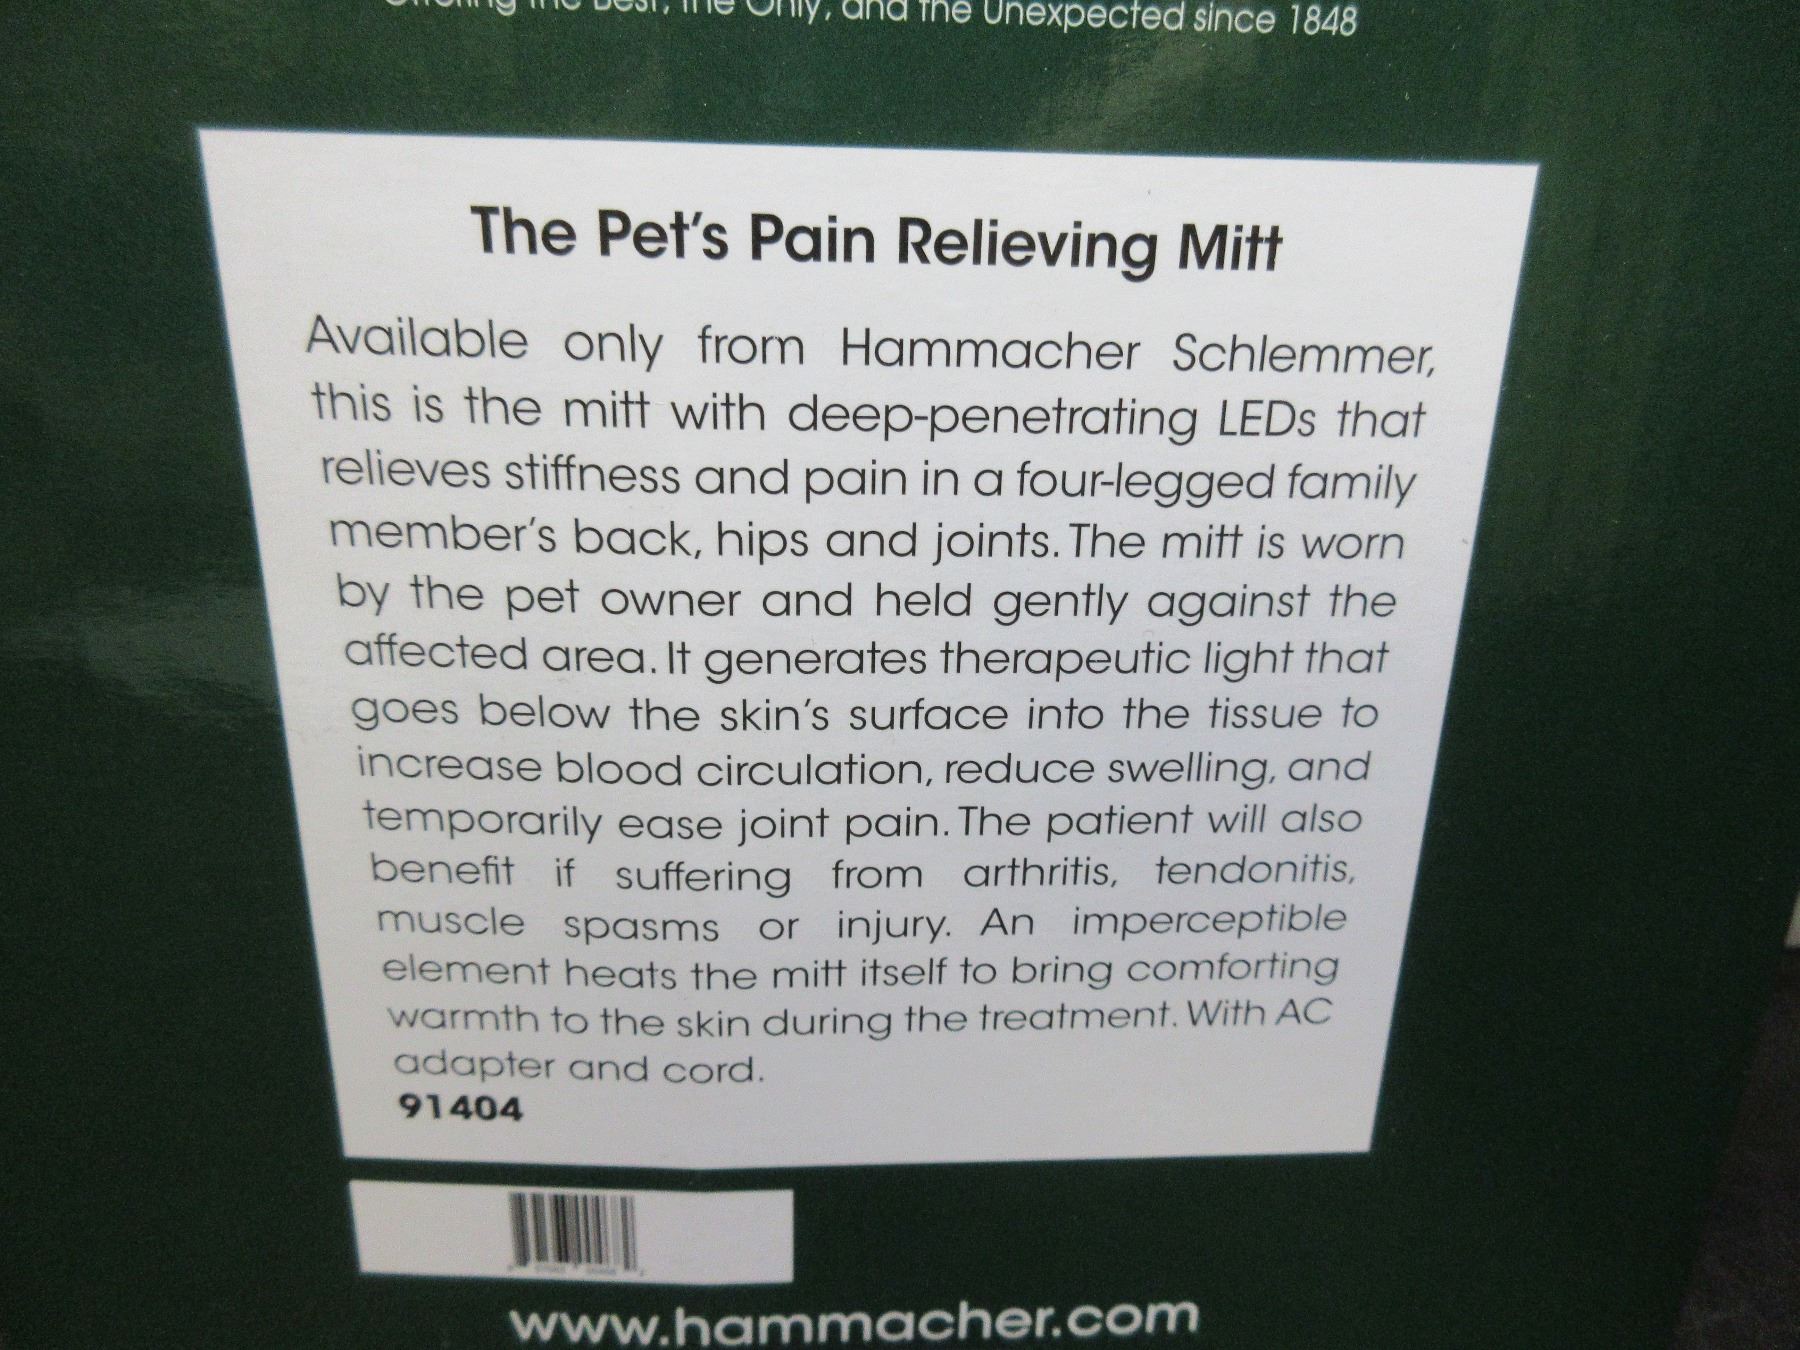 Offering the Best, the Only, and the Unexpected since 1848
The Pet's Pain Relieving Mitt
Available only from Hammacher Schlemmer,
this is the mitt with deep-penetrating LEDs that
relieves stiffness and pain in a four-legged family
member's back, hips and joints. The mitt is worn
by the pet owner and held gently against the
affected area. It generates therapeutic light that
goes below the skin's surface into the tissue to
increase blood circulation, reduce swelling, and
temporarily ease joint pain. The patient will also
benefit if suffering from arthritis, tendonitis,
muscle spasms or injury. An imperceptible
element heats the mitt itself to bring comforting
warmth to the skin during the treatment. With AC
adapter and cord.
91404
www.hammacher.com